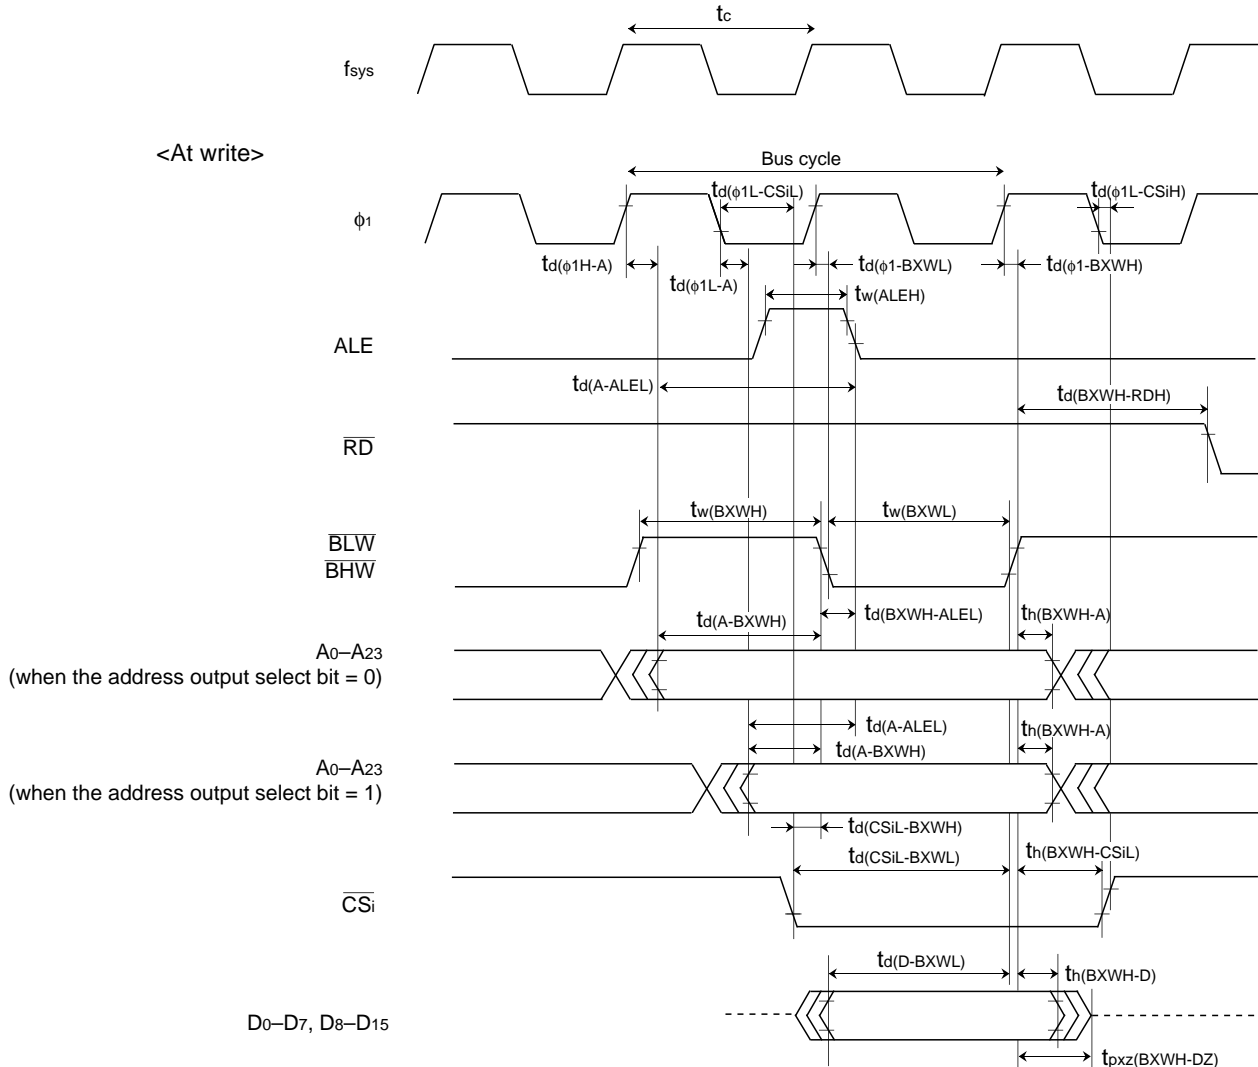 tc
fsys
<At write>
Bus cycle
td(ϕ1L-CSiL)
td(ϕ1L-CSiH)
ϕ1
td(ϕ1H-A)
td(ϕ1L-A)
td(ϕ1-BXWL)
td(ϕ1-BXWH)
tw(ALEH)
ALE
td(A-ALEL)
td(BXWH-RDH)
RD
tw(BXWH)
tw(BXWL)
BLW
BHW
td(A-BXWH)
td(BXWH-ALEL)
th(BXWH-A)
A0–A23
(when the address output select bit = 0)
td(A-ALEL)
td(A-BXWH)
th(BXWH-A)
A0–A23
(when the address output select bit = 1)
td(CSiL-BXWH)
td(CSiL-BXWL)
th(BXWH-CSiL)
CSi
td(D-BXWL)
th(BXWH-D)
D0–D7, D8–D15
tpxz(BXWH-DZ)